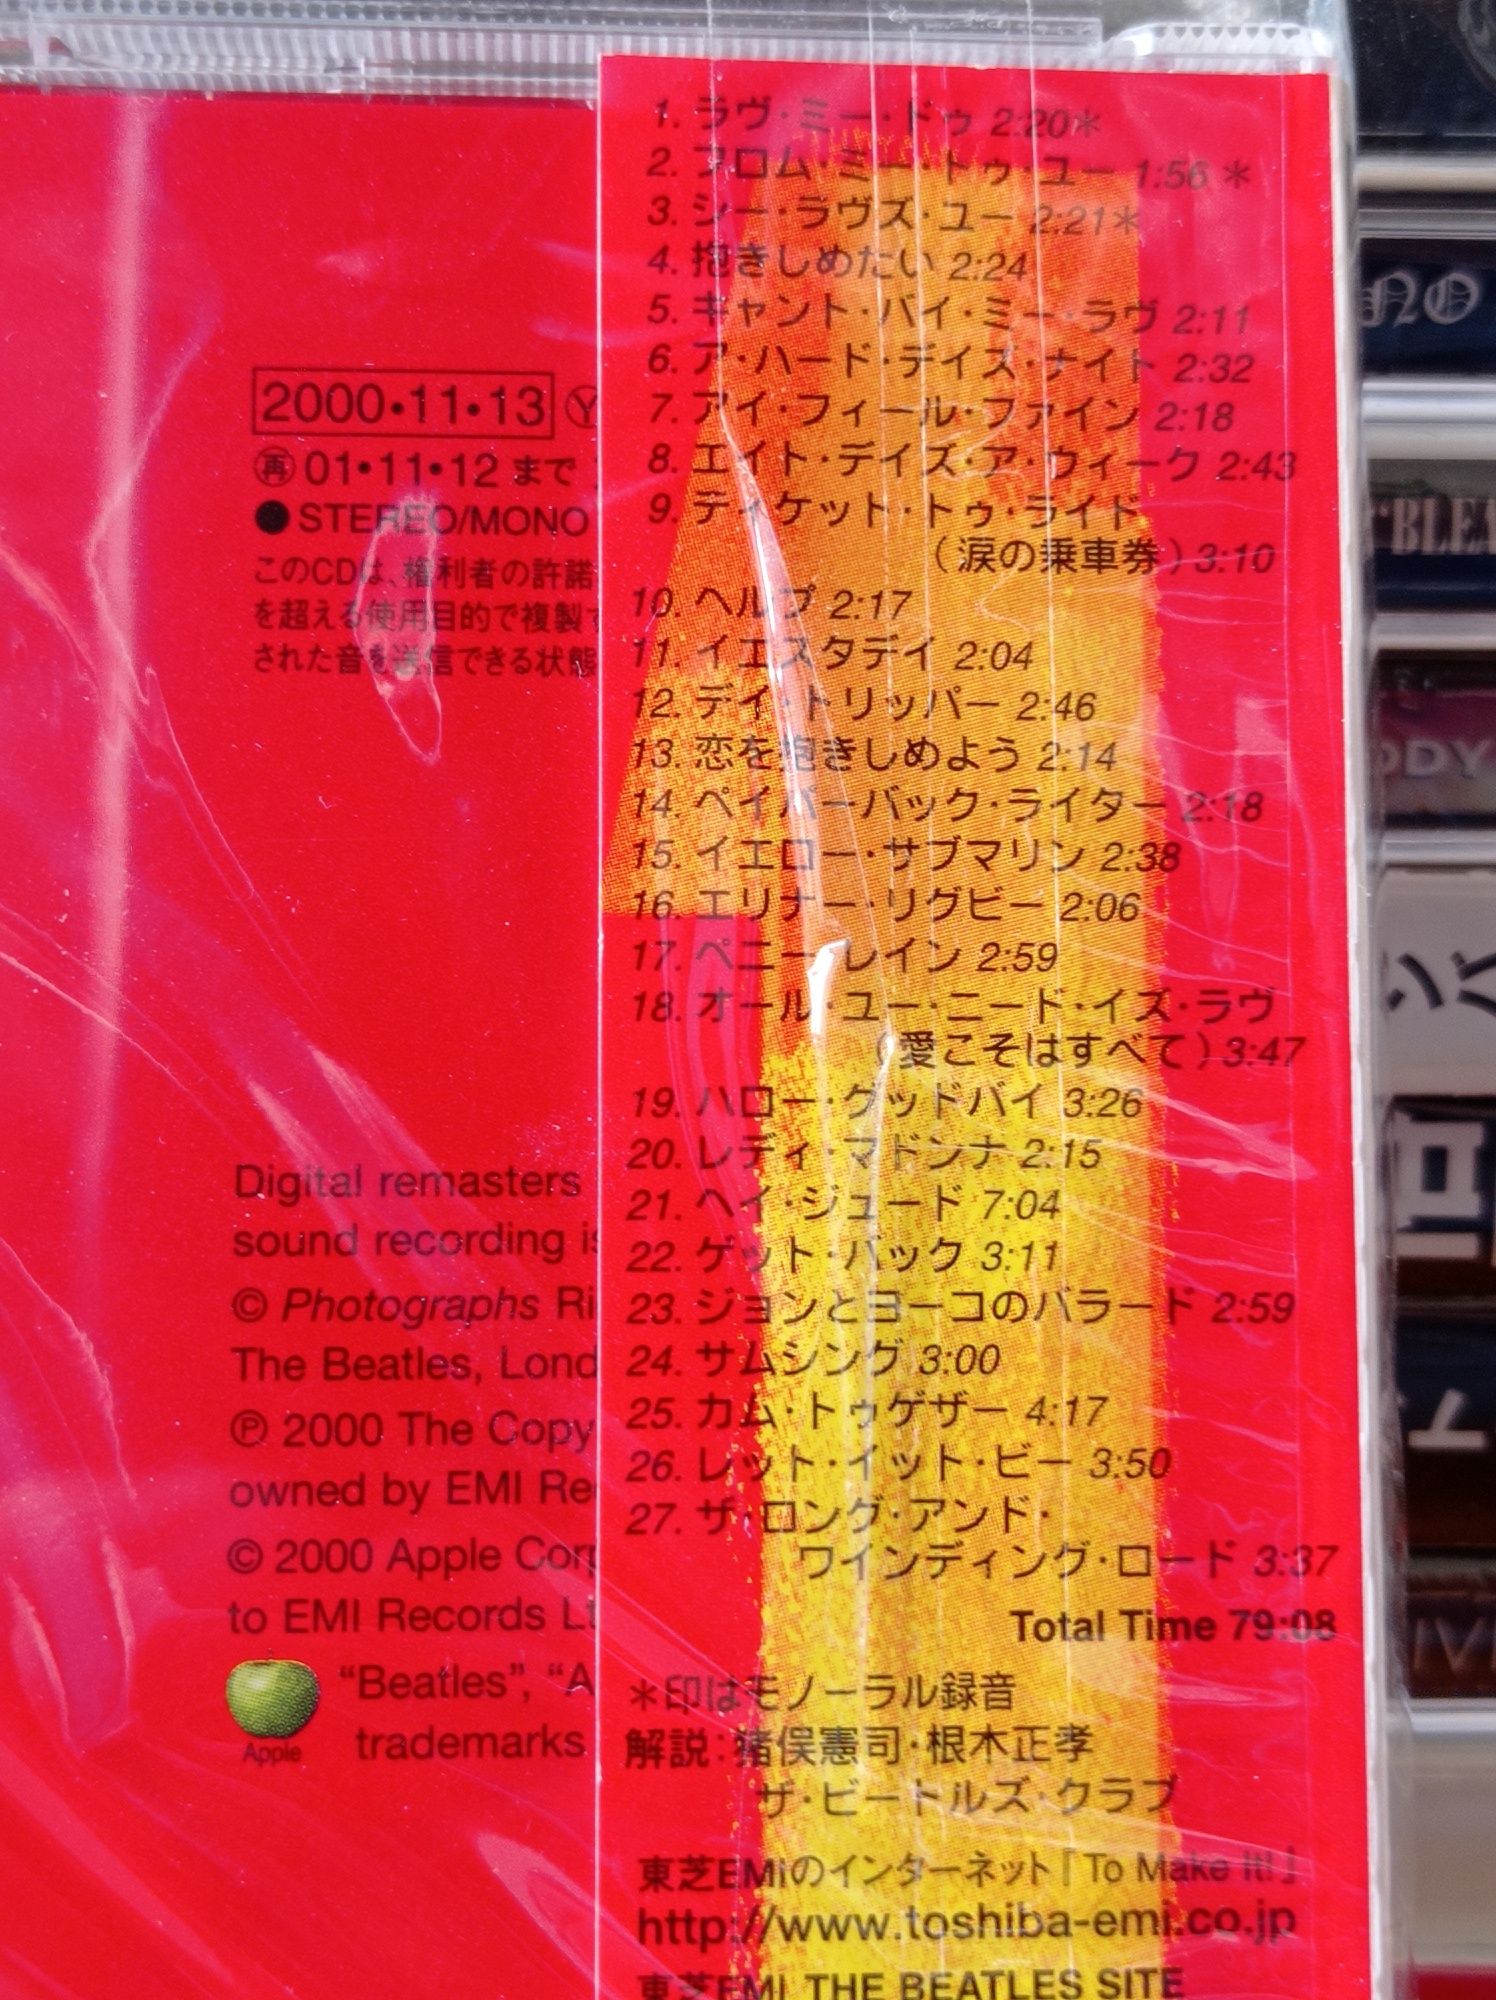 1. ラヴ・ミー・ドゥ 2:20＊
2. フロム・ミー・トゥ・ユー 1:56＊
3. シー・ラヴズ・ユー 2:21＊
4. 抱きしめたい 2:24
5. キャント・バイ・ミー・ラヴ 2:11
6. ア・ハード・デイズ・ナイト 2:32
7. アイ・フィール・ファイン 2:18
8. エイト・デイズ・ア・ウィーク 2:43
9. ティケット・トゥ・ライド
(涙の乗車券) 3:10
10. ヘルプ 2:17
11. イエスタデイ 2:04
12. デイ・トリッパー 2:46
13. 恋を抱きしめよう 2:14
14. ペイパーバック・ライター 2:18
15. イエロー・サブマリン 2:38
16. エリナー・リグビー 2:06
17. ペニー・レイン 2:59
18. オール・ユー・ニード・イズ・ラヴ
(愛こそはすべて) 3:47
19. ハロー・グッドバイ 3:26
20. レディ・マドンナ 2:15
21. ヘイ・ジュード 7:04
22. ゲット・バック 3:11
23. ジョンとヨーコのバラード 2:59
24. サムシング 3:00
25. カム・トゥゲザー 4:17
26. レット・イット・ビー 3:50
27. ザ・ロング・アンド・
ワインディング・ロード 3:37
Total Time 79:08
＊印はモノーラル録音
解説:猪俣憲司・根木正孝
ザ・ビートルズ・クラブ
東芝EMIのインターネット「To Make It!」
http://www.toshiba-emi.co.jp
東芝EMI THE BEATLES SITE
2000・11・13 Ⓨ
㊢ 01・11・12 まで
●STEREO/MONO
このCDは、権利者の許諾
を超える使用目的で複製
された音を送信できる状態
Digital remasters
sound recording is
© Photographs Ri
The Beatles, Lond
℗ 2000 The Copy
owned by EMI Re
© 2000 Apple Corp
to EMI Records Lt
"Beatles", "A
trademarks
Apple
NO
"BLEA
ODY